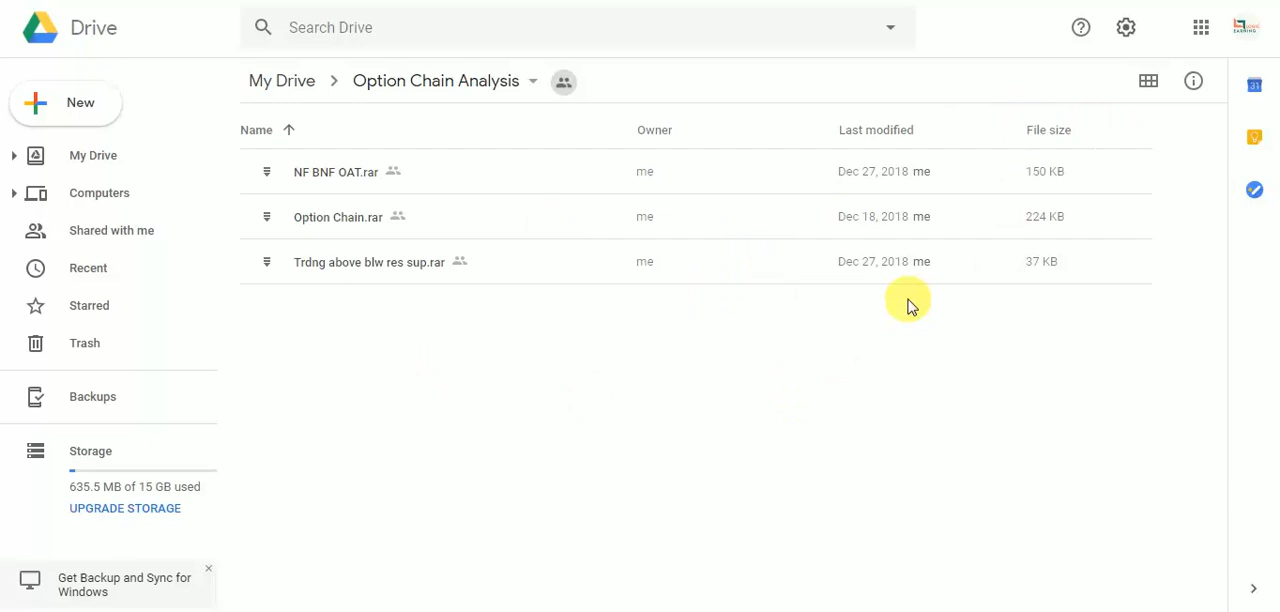 Drive
Search Drive
New
My Drive
Computers
Shared with me
Recent
Starred
Trash
Backups
Storage
635.5 MB of 15 GB used
UPGRADE STORAGE
Get Backup and Sync for
Windows
My Drive Option Chain Analysis
Name Owner Last modified File size
NF BNF OAT.rar me Dec 27, 2018 me 150 KB
Option Chain.rar me Dec 18, 2018 me 224 KB
Trdng above blw res sup.rar me Dec 27, 2018 me 37 KB
31